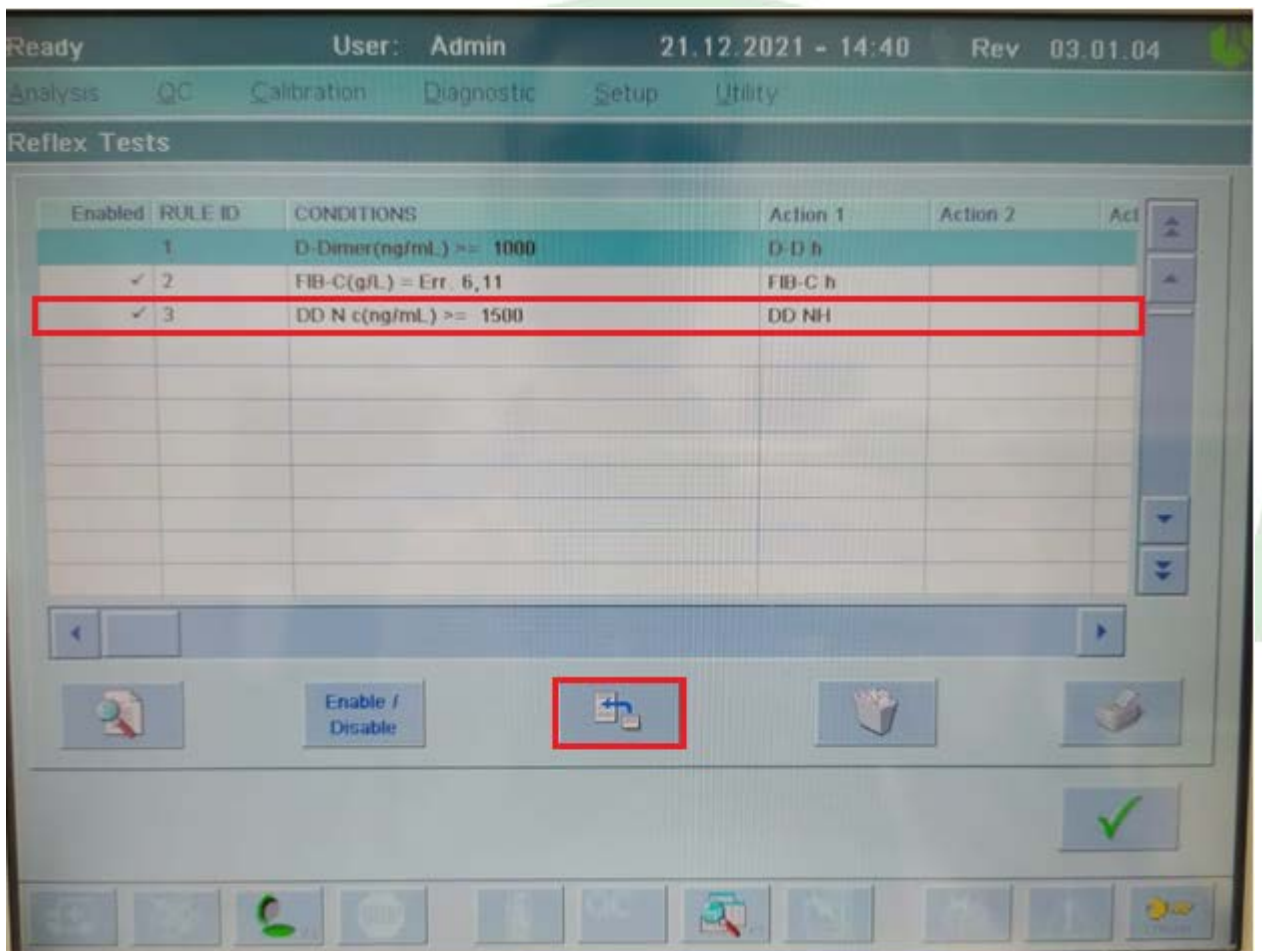 Ready User: Admin 21.12.2021 - 14:40 Rev 03.01.04
Analysis QC Calibration Diagnostic Setup Utility
Reflex Tests
Enabled RULE ID CONDITIONS Action 1 Action 2 Act
1 D-Dimer(ng/mL) >= 1000 D-D h
✓ 2 FIB-C(g/L) = Err. 6,11 FIB-C h
✓ 3 DD N c(ng/mL) >= 1500 DD NH
Enable /
Disable